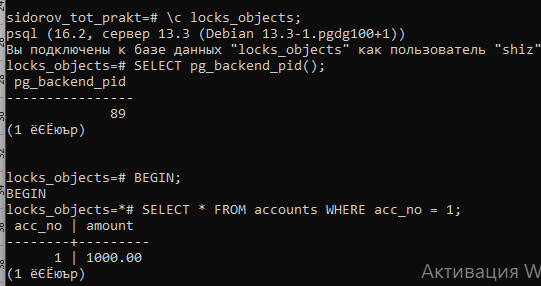 sidorov_tot_prakt=# \c locks_objects;
psql (16.2, сервер 13.3 (Debian 13.3-1.pgdg100+1))
Вы подключены к базе данных "locks_objects" как пользователь "shiz"
locks_objects=# SELECT pg_backend_pid();
pg_backend_pid
----------------
89
(1 ёЄЁюър)
locks_objects=# BEGIN;
BEGIN
locks_objects=*# SELECT * FROM accounts WHERE acc_no = 1;
acc_no | amount
--------+---------
1 | 1000.00
(1 ёЄЁюър)
Активация W